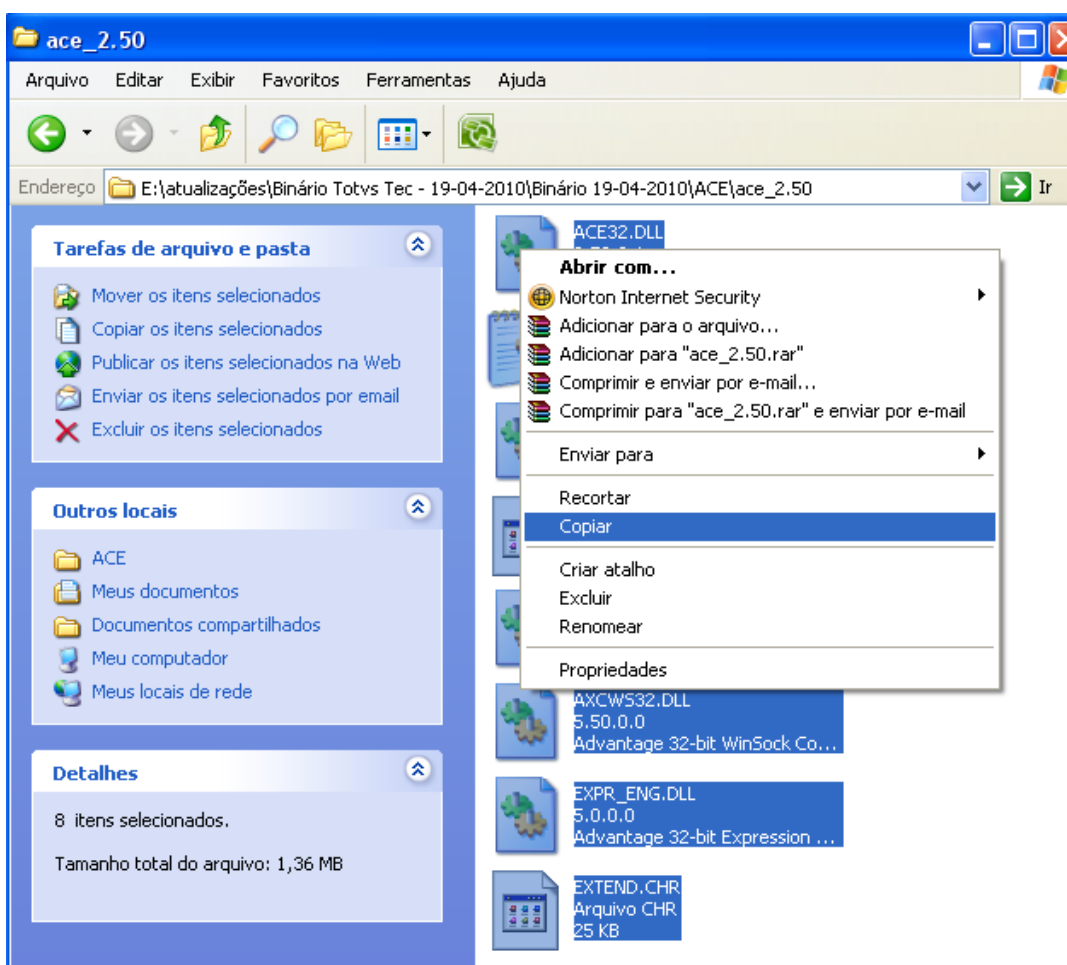 ace_2.50
Arquivo Editar Exibir Favoritos Ferramentas Ajuda
Endereço E:\atualizações\Binário Totvs Tec - 19-04-2010\Binário 19-04-2010\ACE\ace_2.50 Ir
Tarefas de arquivo e pasta
Mover os itens selecionados
Copiar os itens selecionados
Publicar os itens selecionados na Web
Enviar os itens selecionados por email
Excluir os itens selecionados
Outros locais
ACE
Meus documentos
Documentos compartilhados
Meu computador
Meus locais de rede
Detalhes
8 itens selecionados.
Tamanho total do arquivo: 1,36 MB
ACE32.DLL
Abrir com...
Norton Internet Security
Adicionar para o arquivo...
Adicionar para "ace_2.50.rar"
Comprimir e enviar por e-mail...
Comprimir para "ace_2.50.rar" e enviar por e-mail
Enviar para
Recortar
Copiar
Criar atalho
Excluir
Renomear
Propriedades
AXCWS32.DLL
5.50.0.0
Advantage 32-bit WinSock Co...
EXPR_ENG.DLL
5.0.0.0
Advantage 32-bit Expression ...
EXTEND.CHR
Arquivo CHR
25 KB